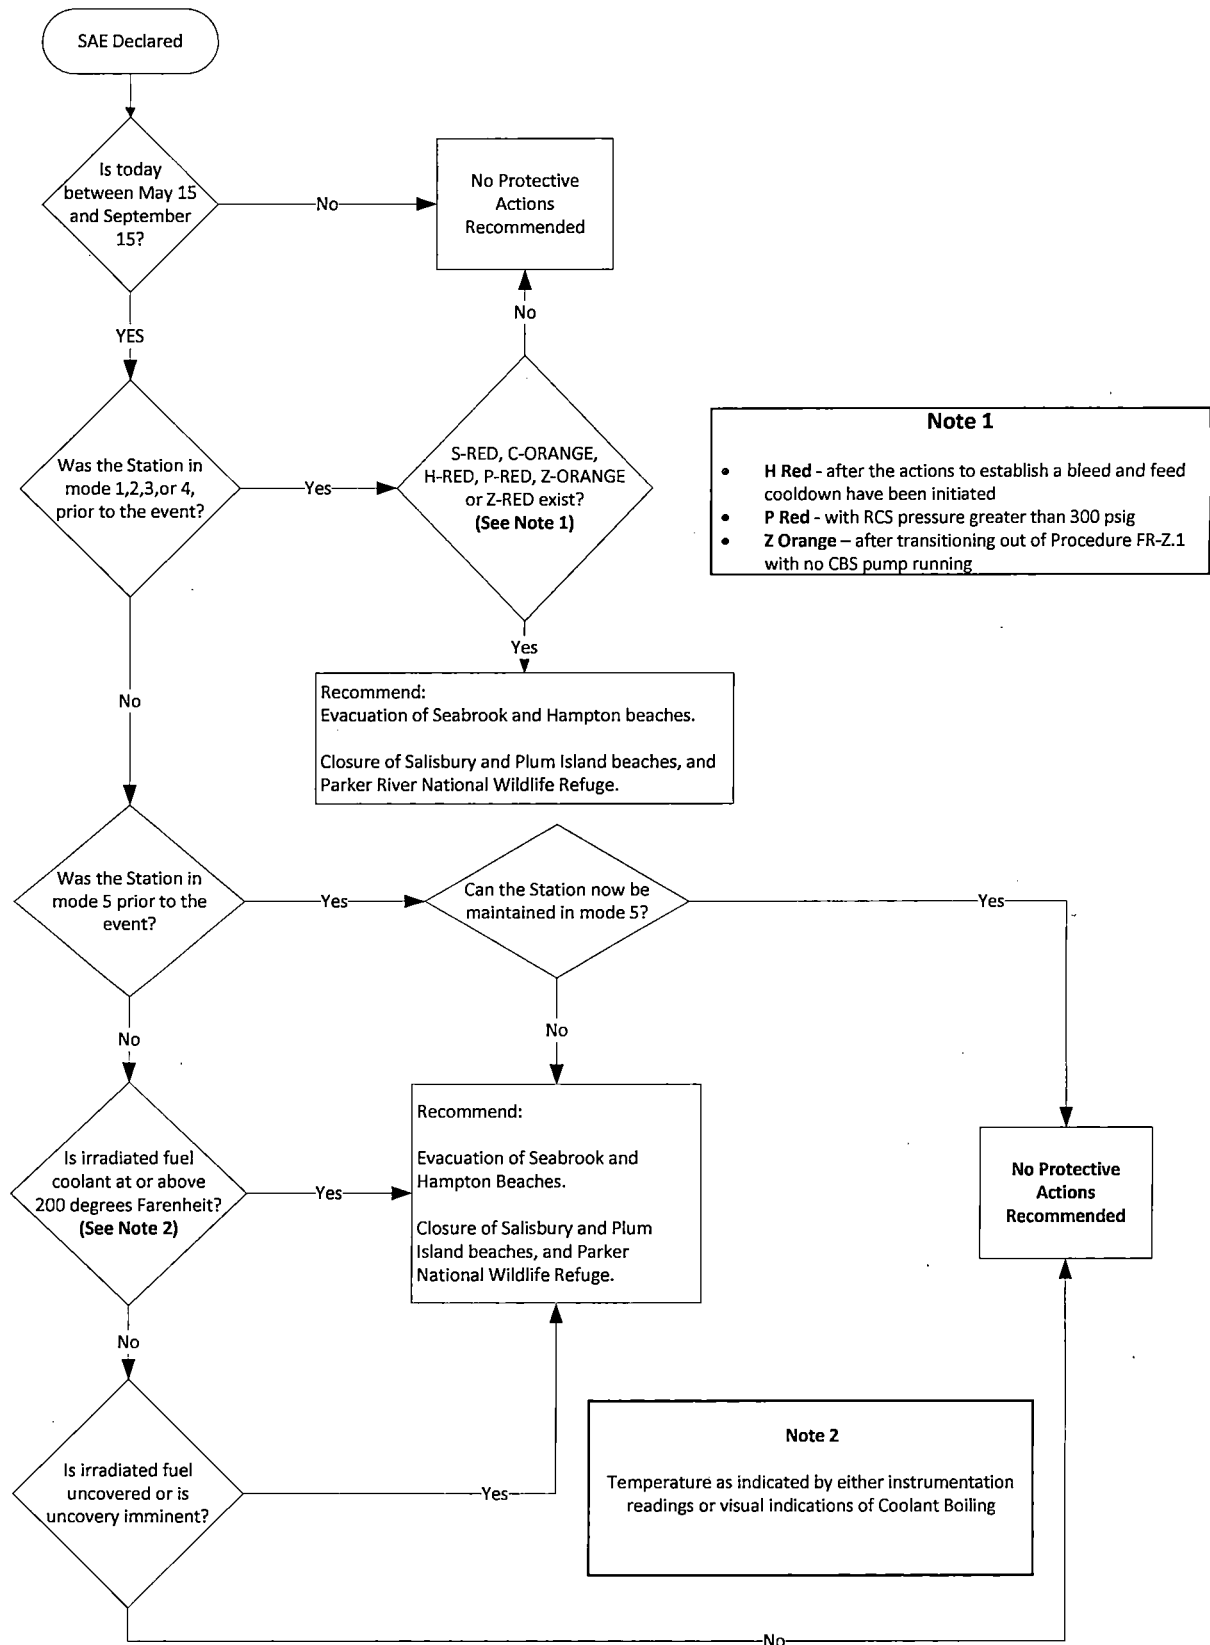 SAE Declared
Is today
between May 15
and September
15?
No
No Protective
Actions
Recommended
YES
No
Was the Station in
mode 1,2,3,or 4,
prior to the event?
Yes
S-RED, C-ORANGE,
H-RED, P-RED, Z-ORANGE
or Z-RED exist?
(See Note 1)
Note 1
• H Red - after the actions to establish a bleed and feed
cooldown have been initiated
• P Red - with RCS pressure greater than 300 psig
• Z Orange – after transitioning out of Procedure FR-Z.1
with no CBS pump running
Yes
No
Recommend:
Evacuation of Seabrook and Hampton beaches.
Closure of Salisbury and Plum Island beaches, and
Parker River National Wildlife Refuge.
Was the Station in
mode 5 prior to the
event?
Yes
Can the Station now be
maintained in mode 5?
Yes
No
No
Is irradiated fuel
coolant at or above
200 degrees Farenheit?
(See Note 2)
Yes
Recommend:
Evacuation of Seabrook and
Hampton Beaches.
Closure of Salisbury and Plum
Island beaches, and Parker
National Wildlife Refuge.
No Protective
Actions
Recommended
No
Is irradiated fuel
uncovered or is
uncovery imminent?
Yes
Note 2
Temperature as indicated by either instrumentation
readings or visual indications of Coolant Boiling
No